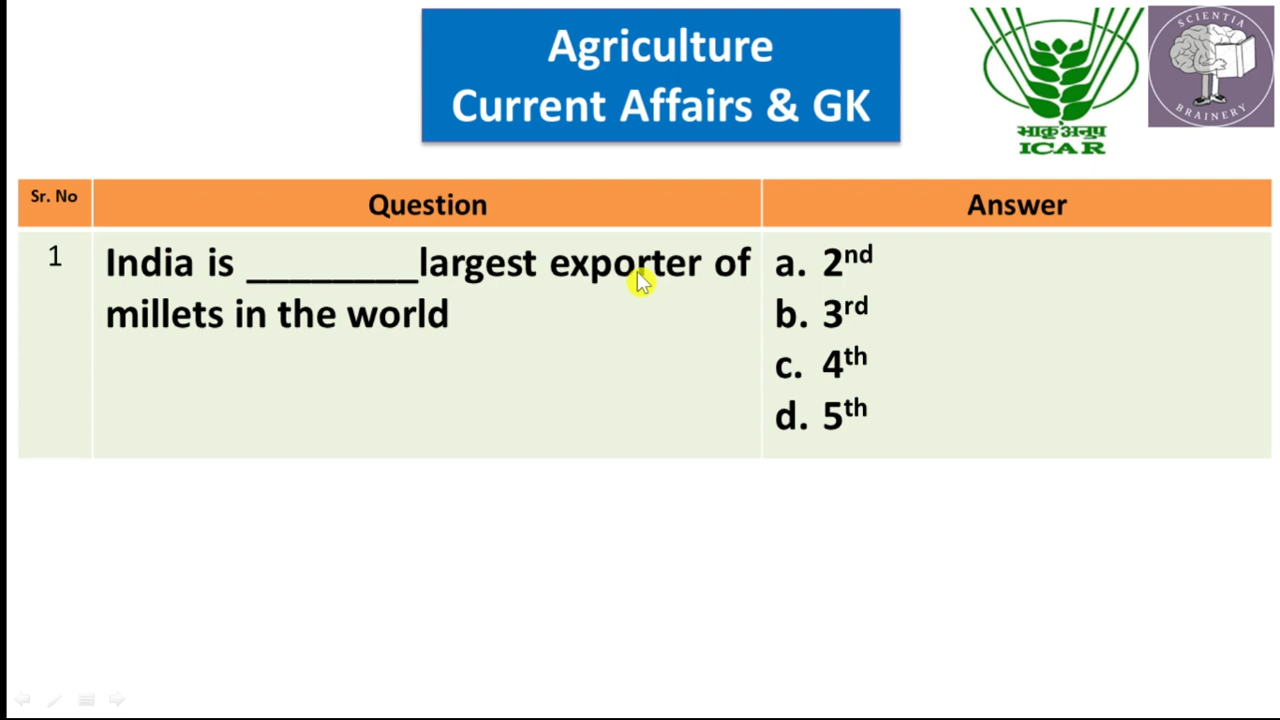 Agriculture
Current Affairs & GK
भाकृअनुप
ICAR
SCIENTIA
BRAINERY
Sr. No Question Answer
1 India is ________largest exporter of
millets in the world
a. 2nd
b. 3rd
c. 4th
d. 5th